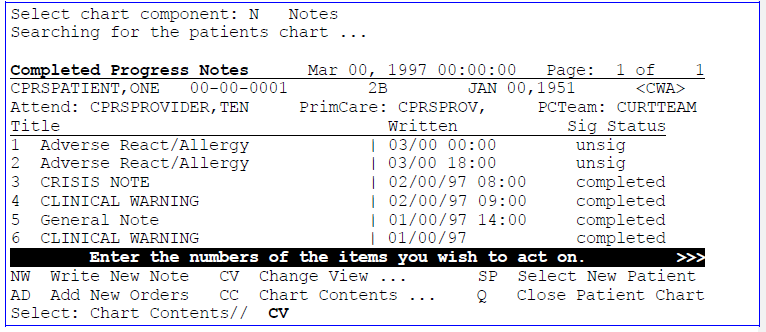 Select chart component: N   Notes
Searching for the patients chart ...
Completed Progress Notes      Mar 00, 1997 00:00:00   Page:  1 of    1
CPRSPATIENT,ONE   00-00-0001        2B        JAN 00,1951      <CWA>
Attend: CPRSPROVIDER,TEN     PrimCare: CPRSPROV,     PCTeam: CURTTEAM
Title                                 Written           Sig Status
1  Adverse React/Allergy            | 03/00 00:00        unsig
2  Adverse React/Allergy            | 03/00 18:00        unsig
3  CRISIS NOTE                      | 02/00/97 08:00     completed
4  CLINICAL WARNING                 | 02/00/97 09:00     completed
5  General Note                     | 01/00/97 14:00     completed
6  CLINICAL WARNING                 | 01/00/97           completed
Enter the numbers of the items you wish to act on.         >>>
NW  Write New Note   CV  Change View ...       SP  Select New Patient
AD  Add New Orders   CC  Chart Contents ...    Q   Close Patient Chart
Select: Chart Contents//  CV